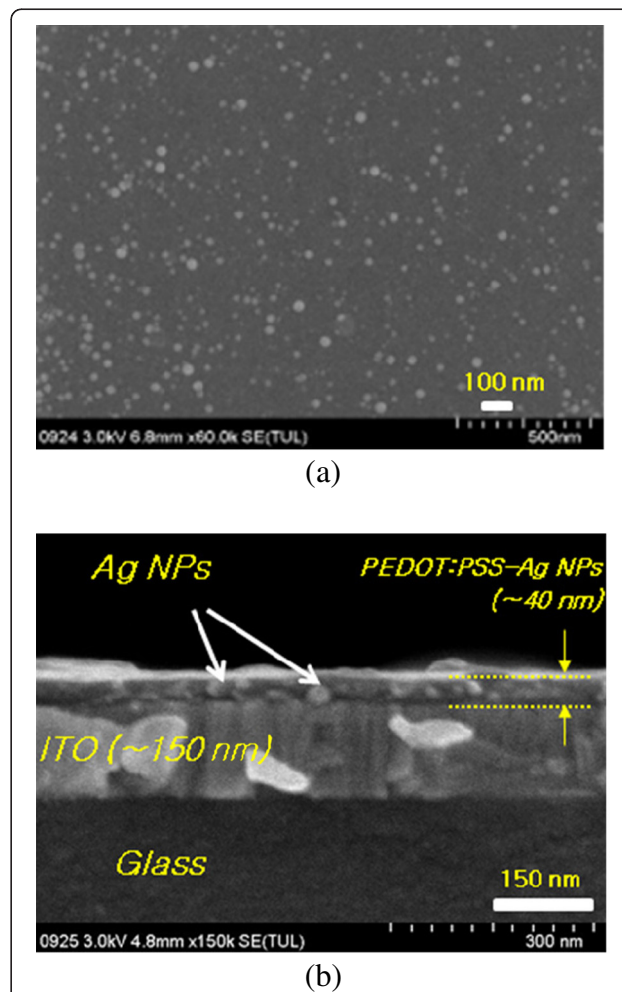 100 nm
0924 3.0kV 6.8mm x60.0k SE(TUL)
500nm
(a)
Ag NPs
PEDOT:PSS-Ag NPs
(~40 nm)
ITO (~150 nm)
Glass
150 nm
0925 3.0kV 4.8mm x150k SE(TUL)
300 nm
(b)